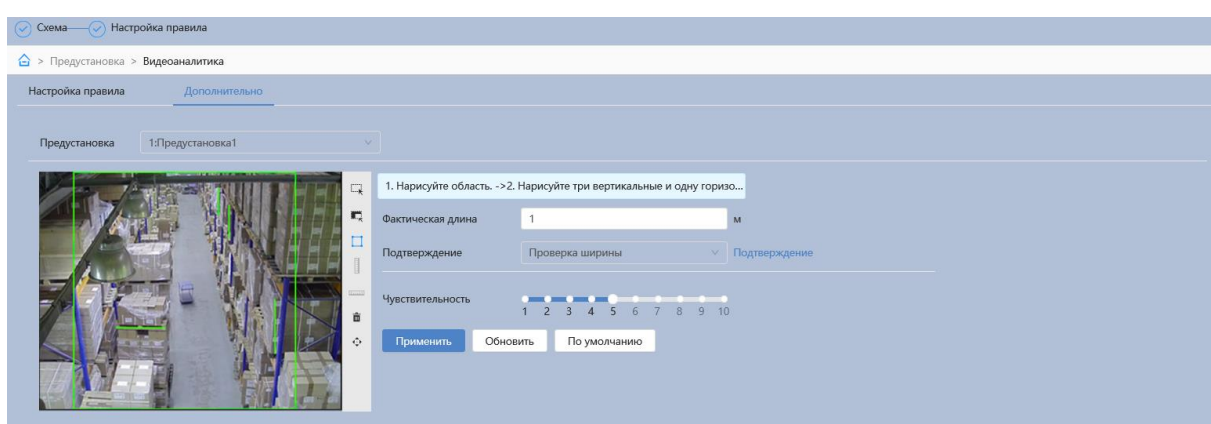 Схема Настройка правила
> Предустановка > Видеоаналитика
Настройка правила Дополнительно
Предустановка 1:Предустановка1
1. Нарисуйте область. ->2. Нарисуйте три вертикальные и одну горизо...
Фактическая длина 1 м
Подтверждение Проверка ширины Подтверждение
Чувствительность
1 2 3 4 5 6 7 8 9 10
Применить Обновить По умолчанию